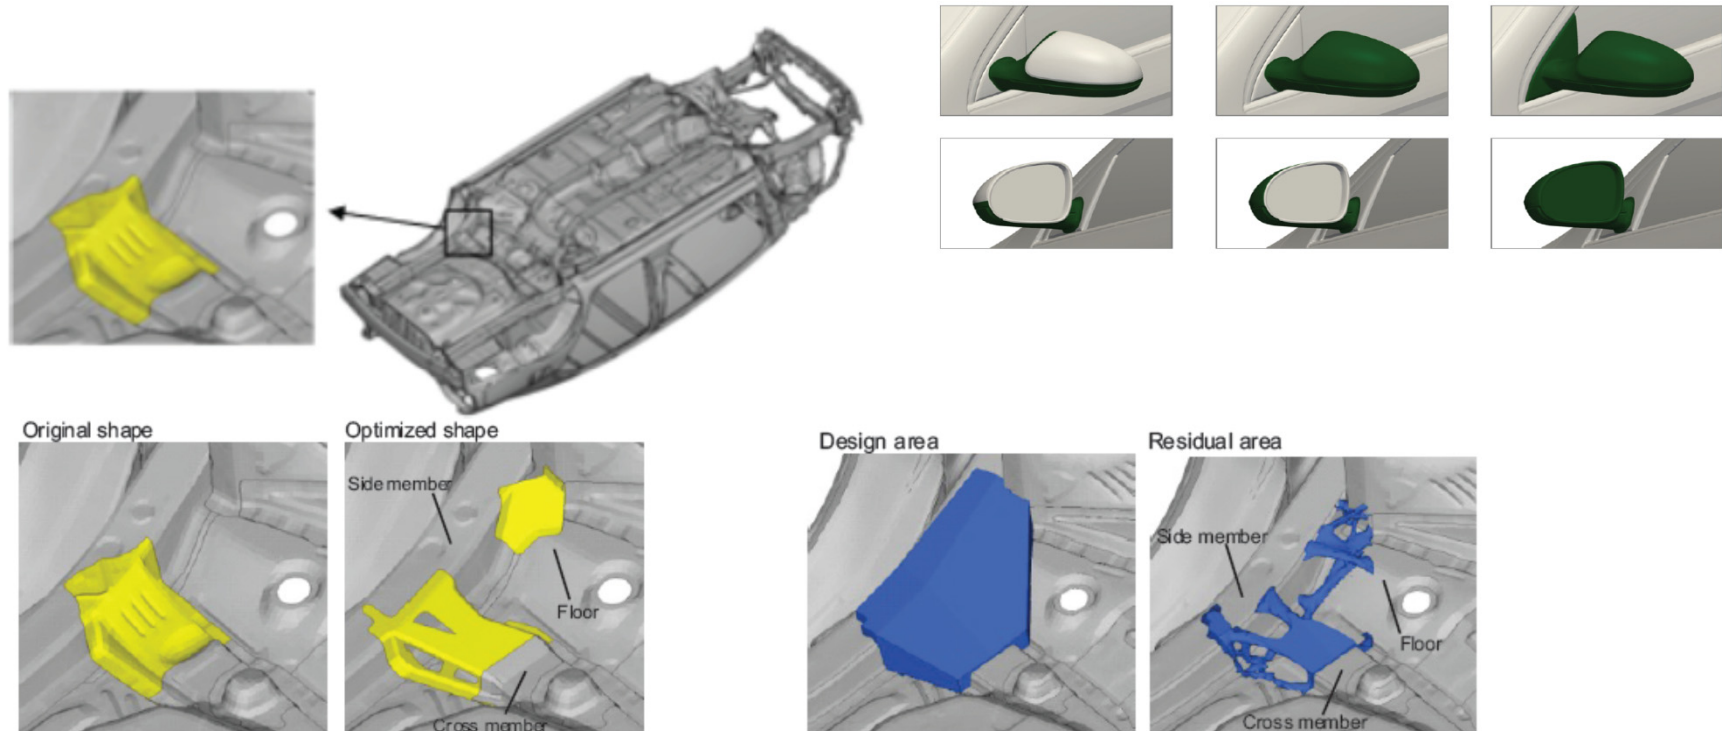 Original shape
Optimized shape
Side member
Floor
Cross member
Design area
Residual area
Side member
Floor
Cross member